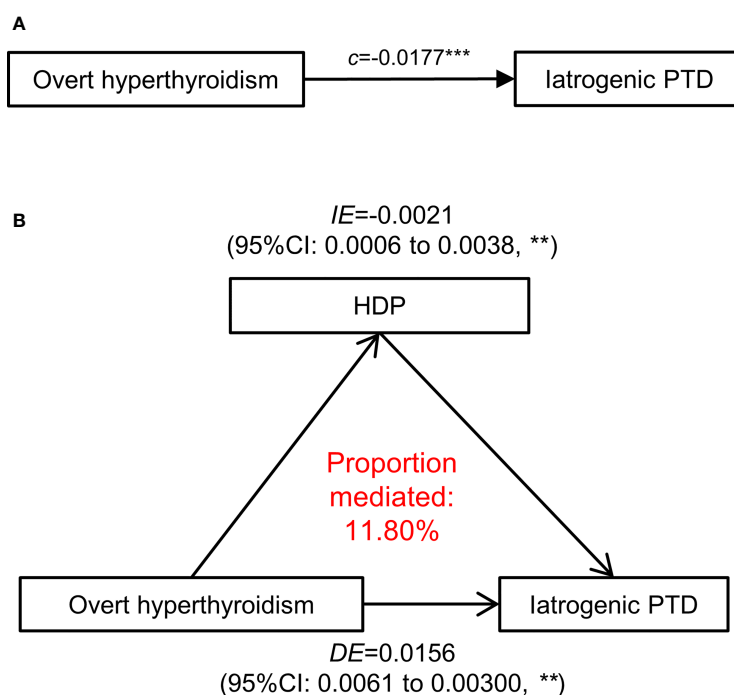 A
c=-0.0177***
Overt hyperthyroidism
Iatrogenic PTD
B
IE=-0.0021
(95%CI: 0.0006 to 0.0038, **)
HDP
Proportion
mediated:
11.80%
Overt hyperthyroidism
Iatrogenic PTD
DE=0.0156
(95%CI: 0.0061 to 0.00300, **)